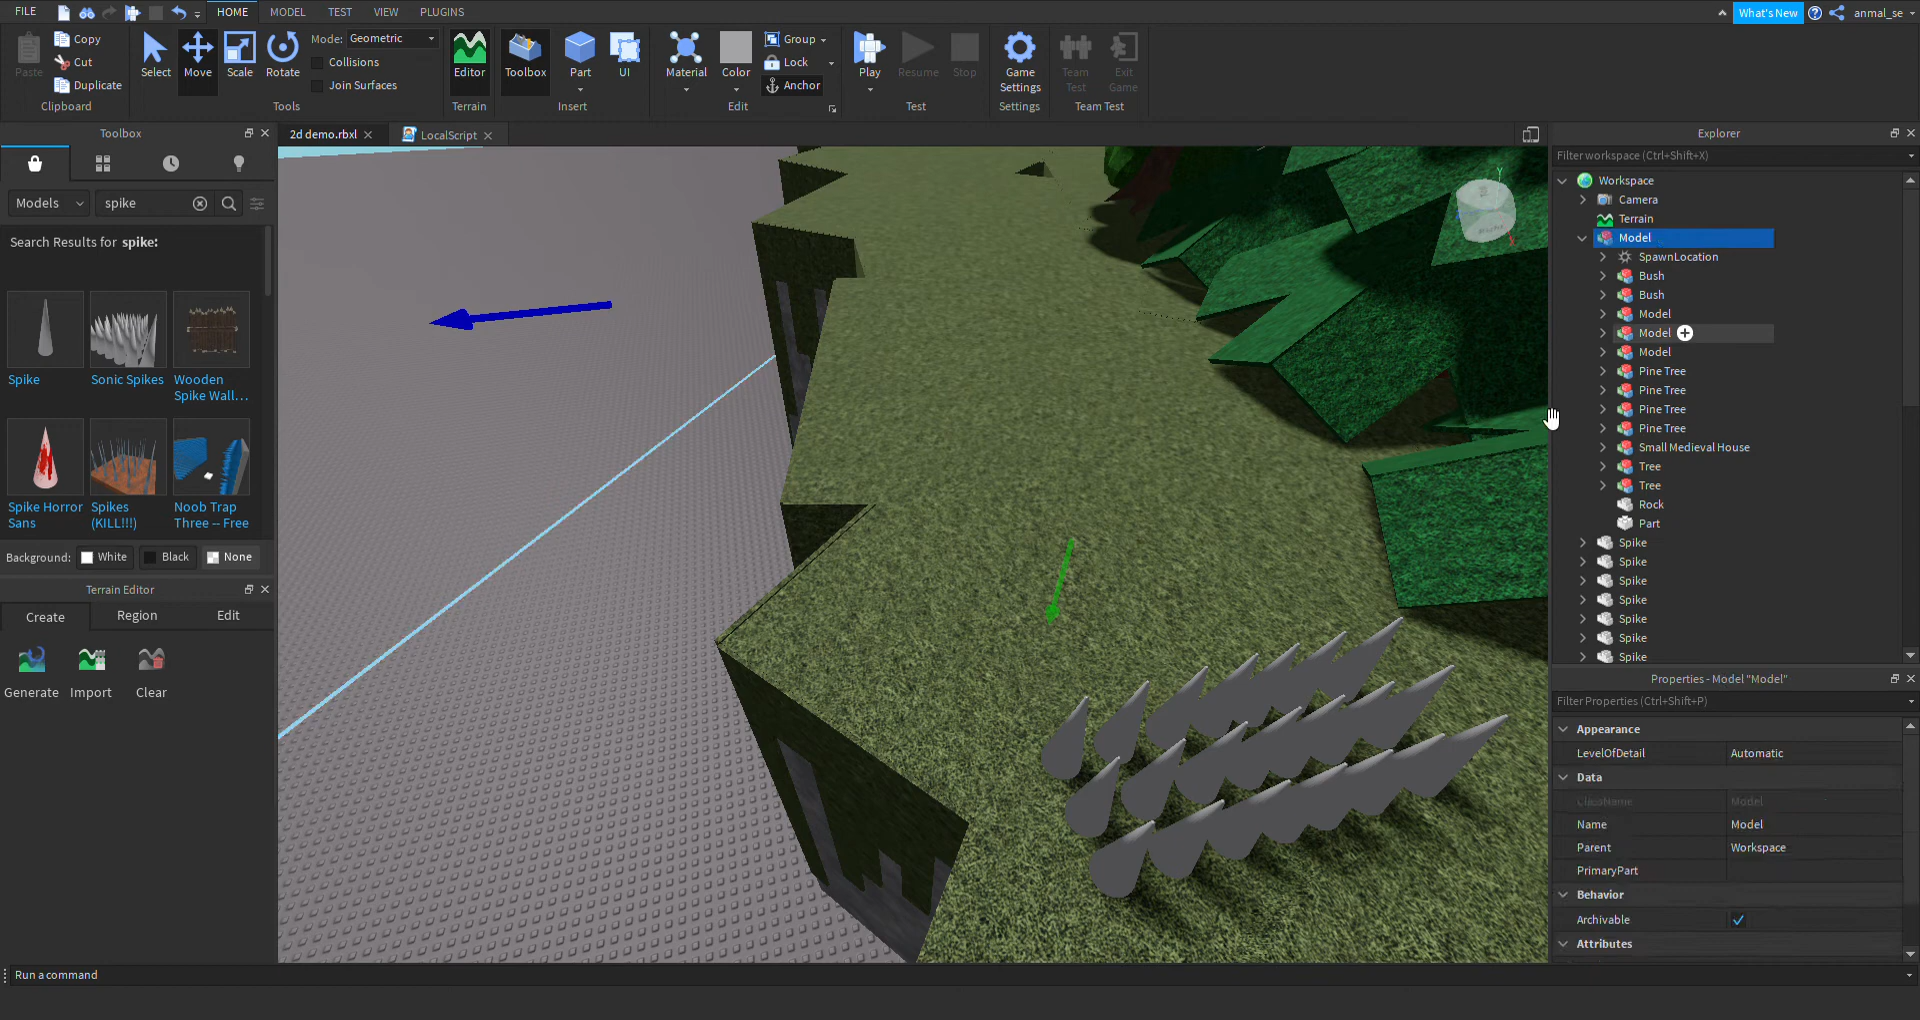 FILE
HOME
MODEL
TEST
VIEW
PLUGINS
What's New
anmal_se
Paste
Copy
Cut
Duplicate
Clipboard
Select
Move
Scale
Rotate
Mode: Geometric
Collisions
Join Surfaces
Tools
Editor
Terrain
Toolbox
Part
UI
Insert
Material
Color
Group
Lock
Anchor
Edit
Play
Resume
Stop
Test
Game
Settings
Settings
Team
Test
Exit
Game
Team Test
Toolbox
2d demo.rbxl
LocalScript
Explorer
Filter workspace (Ctrl+Shift+X)
Models
spike
Search Results for spike:
Spike
Sonic Spikes
Wooden
Spike Wall...
Spike Horror
Sans
Spikes
(KILL!!!)
Noob Trap
Three -- Free
Background:
White
Black
None
Terrain Editor
Create
Region
Edit
Generate
Import
Clear
Workspace
Camera
Terrain
Model
SpawnLocation
Bush
Bush
Model
Model
Model
Pine Tree
Pine Tree
Pine Tree
Pine Tree
Small Medieval House
Tree
Tree
Rock
Part
Spike
Spike
Spike
Spike
Spike
Spike
Spike
Properties - Model "Model"
Filter Properties (Ctrl+Shift+P)
Appearance
LevelOfDetail Automatic
Data
ClassName Model
Name Model
Parent Workspace
PrimaryPart
Behavior
Archivable
Attributes
Run a command